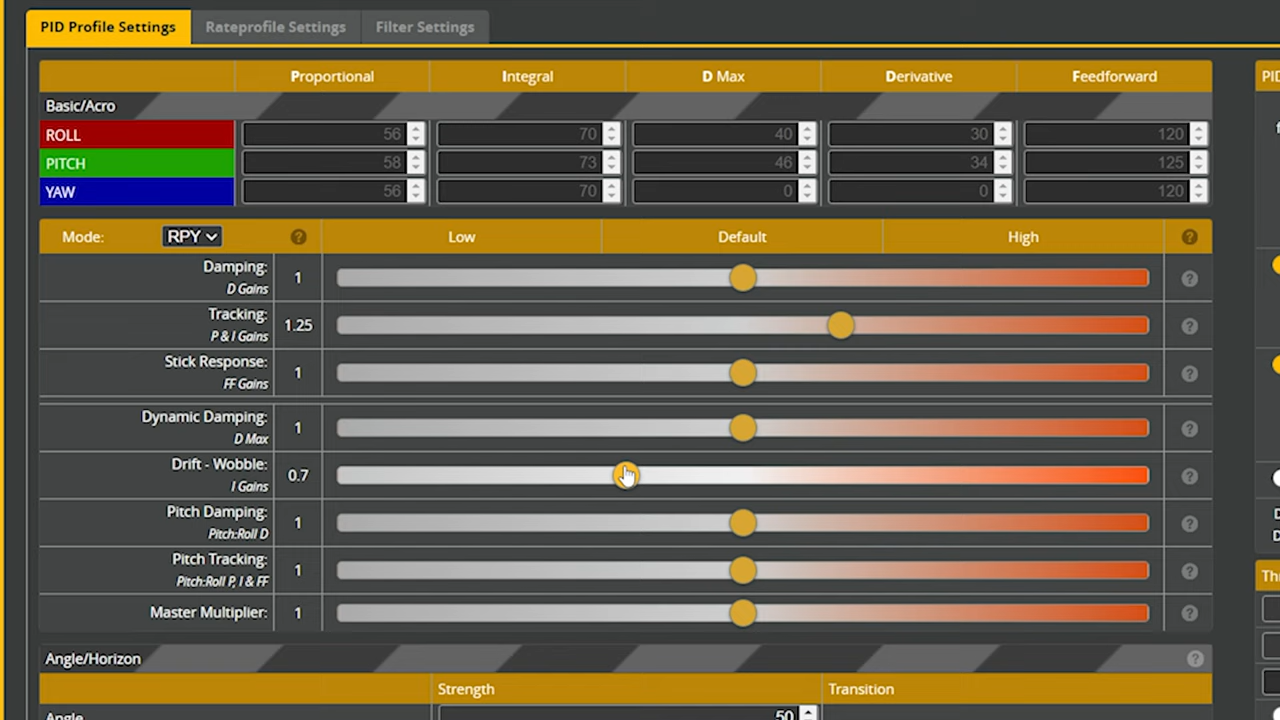 PID Profile Settings Rateprofile Settings Filter Settings
Proportional Integral D Max Derivative Feedforward
Basic/Acro
ROLL 56 70 40 30 120
PITCH 58 73 46 34 125
YAW 56 70 0 0 120
Mode: RPY ? Low Default High ?
Damping: 1 ?
D Gains
Tracking: 1.25 ?
P & I Gains
Stick Response: 1 ?
FF Gains
Dynamic Damping: 1 ?
D Max
Drift - Wobble: 0.7 ?
I Gains
Pitch Damping: 1 ?
Pitch:Roll D
Pitch Tracking: 1 ?
Pitch:Roll P, I & FF
Master Multiplier: 1 ?
Angle/Horizon ?
Strength Transition
Angle 50